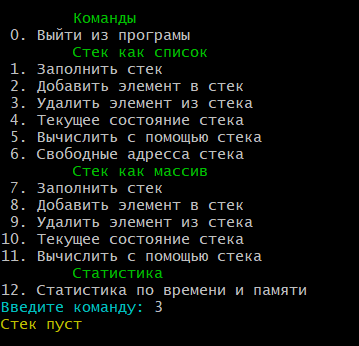 Команды
0. Выйти из програмы
Стек как список
1. Заполнить стек
2. Добавить элемент в стек
3. Удалить элемент из стека
4. Текущее состояние стека
5. Вычислить с помощью стека
6. Свободные адресса стека
Стек как массив
7. Заполнить стек
8. Добавить элемент в стек
9. Удалить элемент из стека
10. Текущее состояние стека
11. Вычислить с помощью стека
Статистика
12. Статистика по времени и памяти
Введите команду: 3
Стек пуст